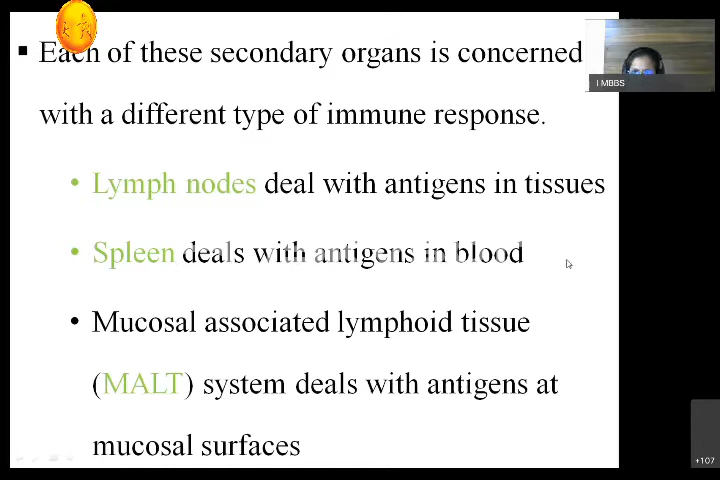 ▪ Each of these secondary organs is concerned
with a different type of immune response.
• Lymph nodes deal with antigens in tissues
• Spleen deals with antigens in blood
• Mucosal associated lymphoid tissue
(MALT) system deals with antigens at
mucosal surfaces
I MBBS
+107